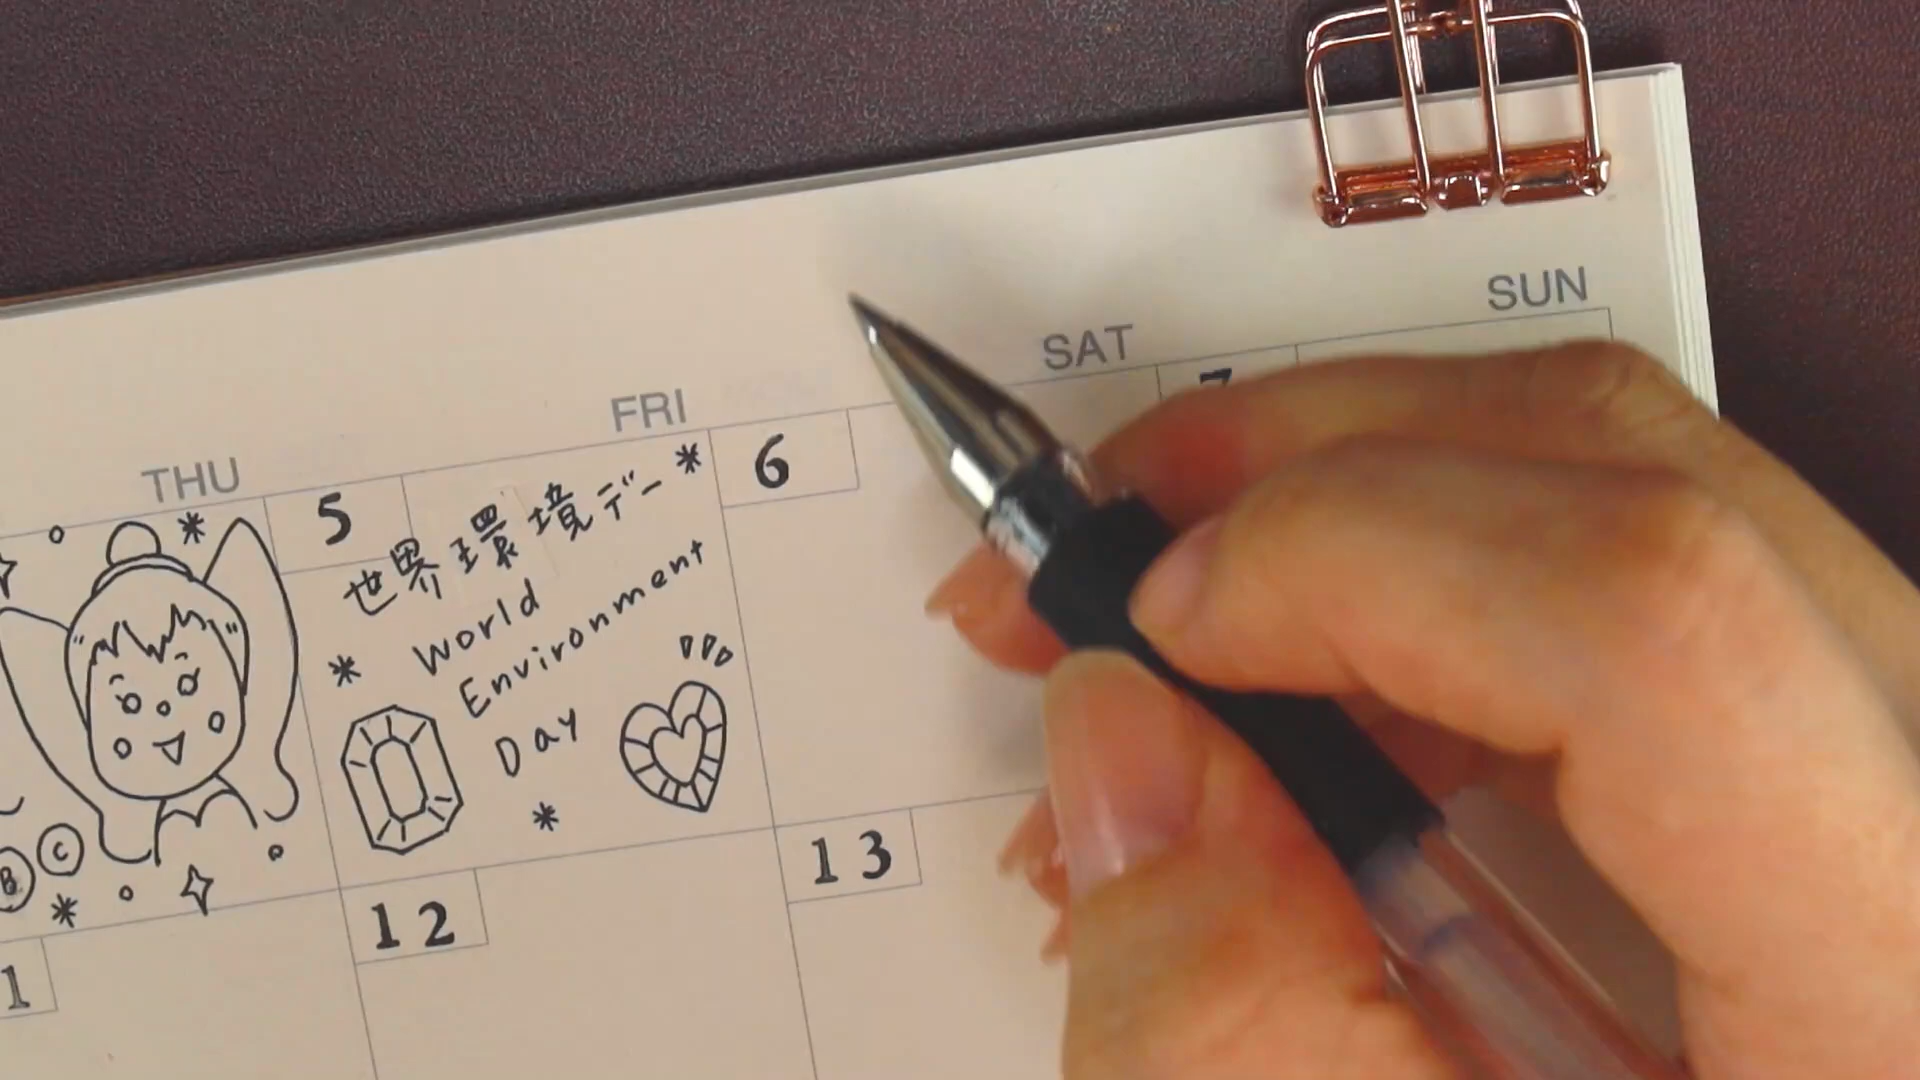 THU
FRI
SAT
SUN
5
世界環境デー
World
Environment
Day
6
7
B
C
1
12
13